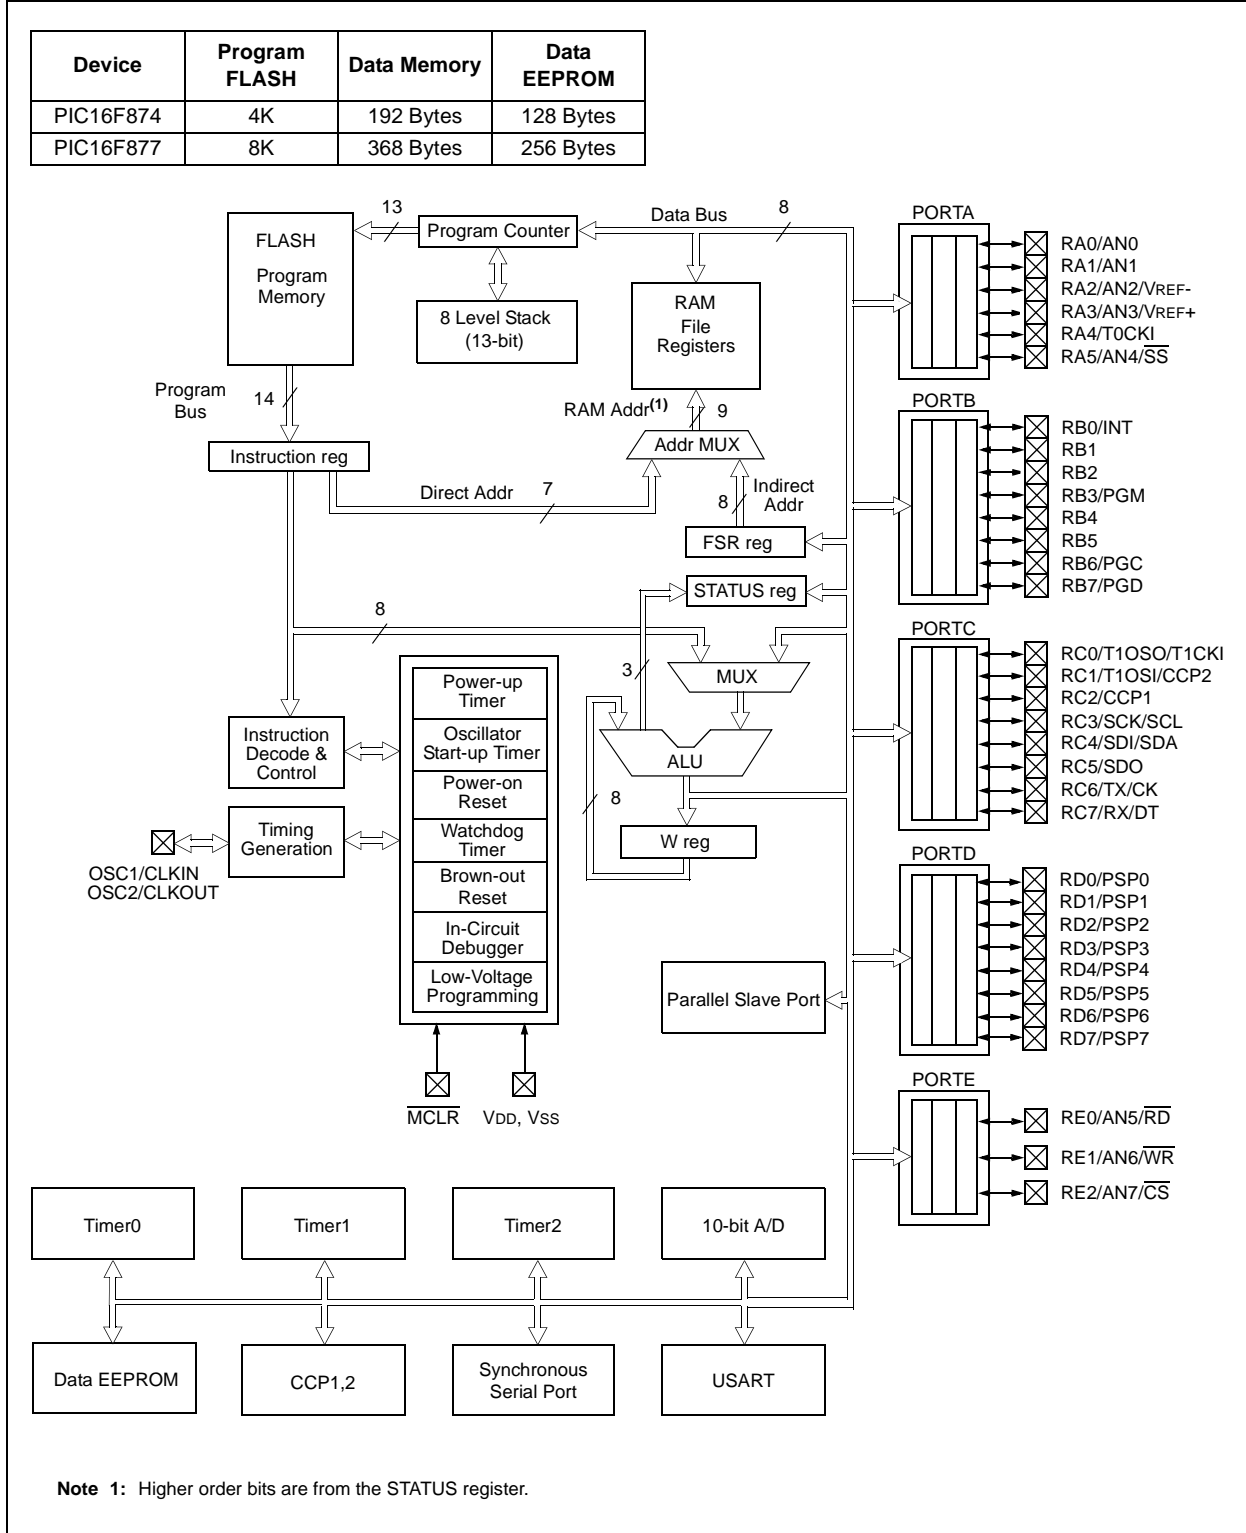 Device Program FLASH Data Memory Data EEPROM
PIC16F874 4K 192 Bytes 128 Bytes
PIC16F877 8K 368 Bytes 256 Bytes
FLASH
Program
Memory
13
Program Counter
Data Bus
8
8 Level Stack
(13-bit)
RAM
File
Registers
Program
Bus
14
RAM Addr(1)
9
Addr MUX
Instruction reg
Direct Addr
7
8
Indirect
Addr
FSR reg
STATUS reg
8
3
MUX
ALU
8
W reg
Power-up
Timer
Oscillator
Start-up Timer
Power-on
Reset
Watchdog
Timer
Brown-out
Reset
In-Circuit
Debugger
Low-Voltage
Programming
Instruction
Decode &
Control
Timing
Generation
OSC1/CLKIN
OSC2/CLKOUT
MCLR
VDD, VSS
Parallel Slave Port
PORTA
RA0/AN0
RA1/AN1
RA2/AN2/VREF-
RA3/AN3/VREF+
RA4/T0CKI
RA5/AN4/SS
PORTB
RB0/INT
RB1
RB2
RB3/PGM
RB4
RB5
RB6/PGC
RB7/PGD
PORTC
RC0/T1OSO/T1CKI
RC1/T1OSI/CCP2
RC2/CCP1
RC3/SCK/SCL
RC4/SDI/SDA
RC5/SDO
RC6/TX/CK
RC7/RX/DT
PORTD
RD0/PSP0
RD1/PSP1
RD2/PSP2
RD3/PSP3
RD4/PSP4
RD5/PSP5
RD6/PSP6
RD7/PSP7
PORTE
RE0/AN5/RD
RE1/AN6/WR
RE2/AN7/CS
Timer0
Timer1
Timer2
10-bit A/D
Data EEPROM
CCP1,2
Synchronous
Serial Port
USART
Note 1: Higher order bits are from the STATUS register.